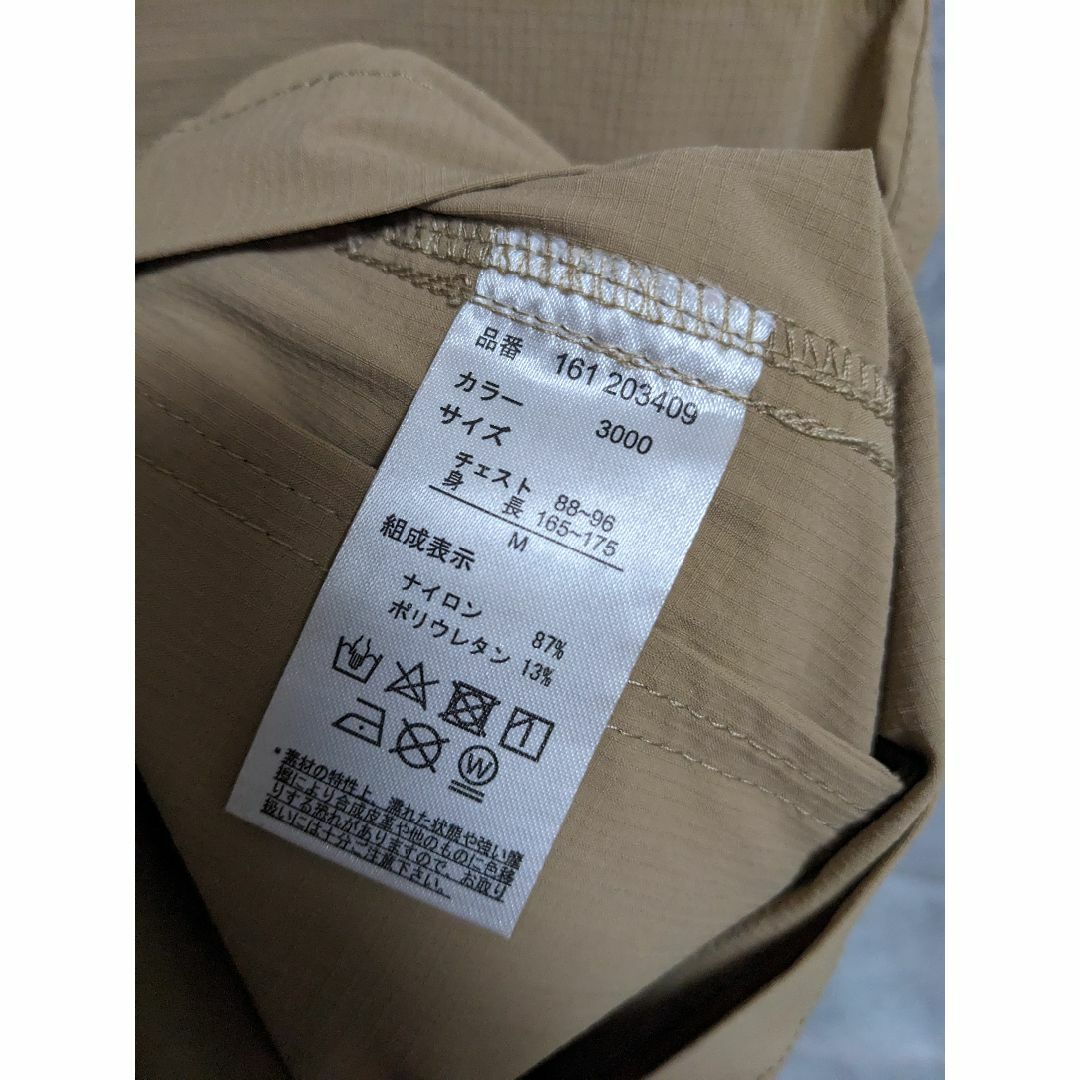 品番 161 203409
カラー 3000
サイズ
チェスト 88~96
身長 165~175
M
組成表示
ナイロン 87%
ポリウレタン 13%
W
*素材の特性上、濡れた状態や強い摩
擦により合成皮革や他のものに色移
りする恐れがありますので、お取り
扱いには十分ご注意下さい。